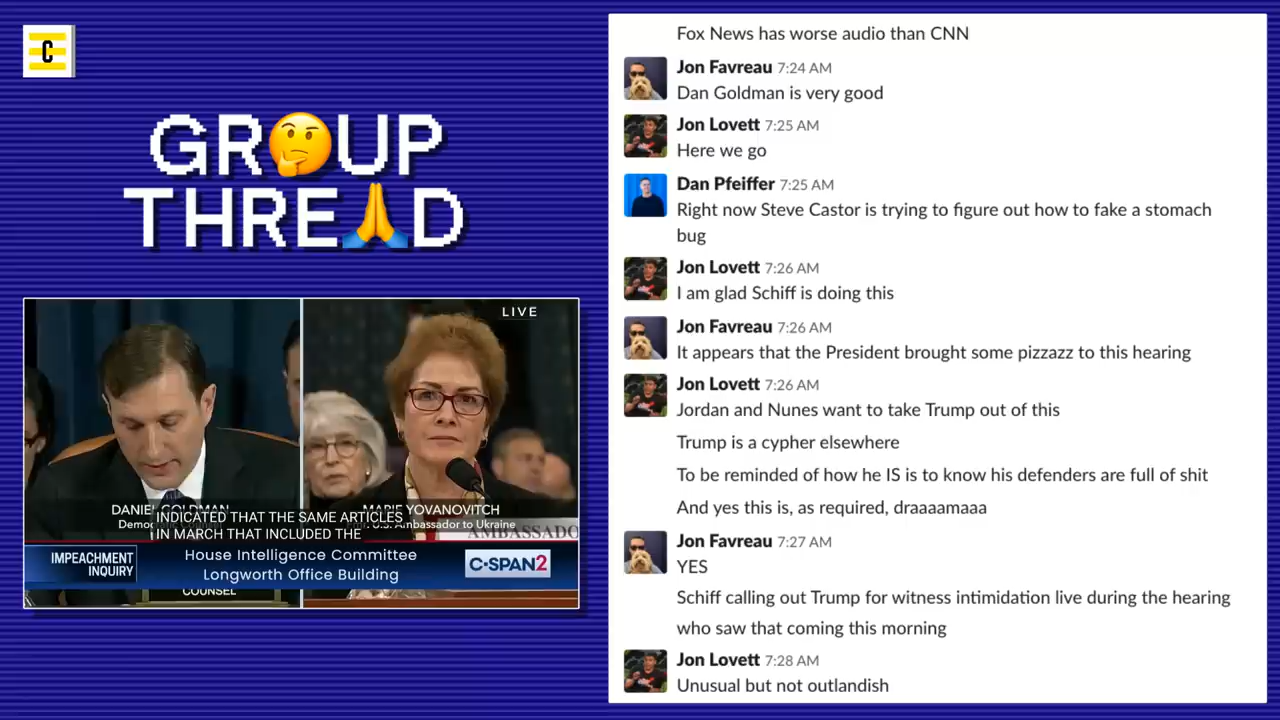 C
GR🤔UP
THRE🙏D
LIVE
DANIEL GOLDMAN
MARIE YOVANOVITCH
U.S. Ambassador to Ukraine
INDICATED THAT THE SAME ARTICLES
IN MARCH THAT INCLUDED THE
AMBASSADO
IMPEACHMENT
INQUIRY
House Intelligence Committee
Longworth Office Building
C-SPAN2
COUNSEL
Fox News has worse audio than CNN
Jon Favreau 7:24 AM
Dan Goldman is very good
Jon Lovett 7:25 AM
Here we go
Dan Pfeiffer 7:25 AM
Right now Steve Castor is trying to figure out how to fake a stomach
bug
Jon Lovett 7:26 AM
I am glad Schiff is doing this
Jon Favreau 7:26 AM
It appears that the President brought some pizzazz to this hearing
Jon Lovett 7:26 AM
Jordan and Nunes want to take Trump out of this
Trump is a cypher elsewhere
To be reminded of how he IS is to know his defenders are full of shit
And yes this is, as required, draaaamaaa
Jon Favreau 7:27 AM
YES
Schiff calling out Trump for witness intimidation live during the hearing
who saw that coming this morning
Jon Lovett 7:28 AM
Unusual but not outlandish